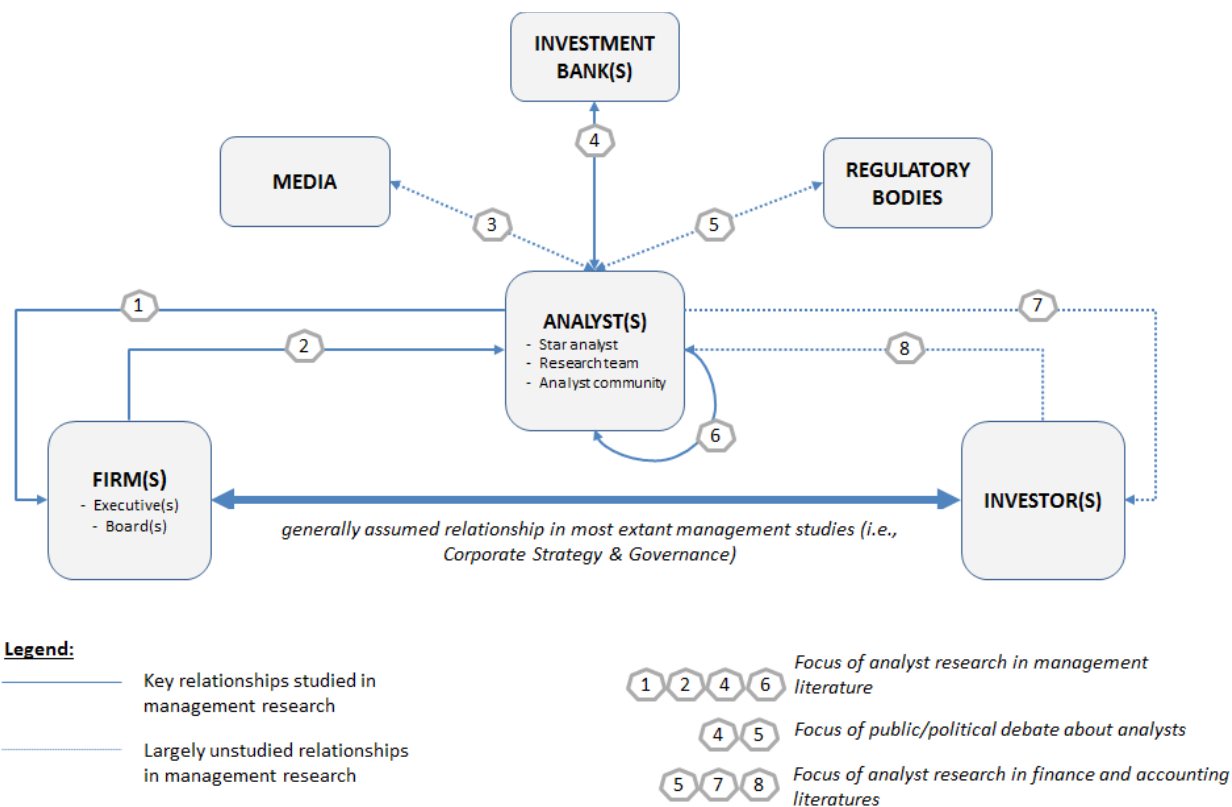 INVESTMENT
BANK(S)
4
MEDIA
REGULATORY
BODIES
3
5
1
7
ANALYST(S)
- Star analyst
- Research team
- Analyst community
2
8
6
FIRM(S)
- Executive(s)
- Board(s)
INVESTOR(S)
generally assumed relationship in most extant management studies (i.e.,
Corporate Strategy & Governance)
Legend:
Key relationships studied in
management research
Largely unstudied relationships
in management research
1 2 4 6
Focus of analyst research in management
literature
4 5
Focus of public/political debate about analysts
5 7 8
Focus of analyst research in finance and accounting
literatures